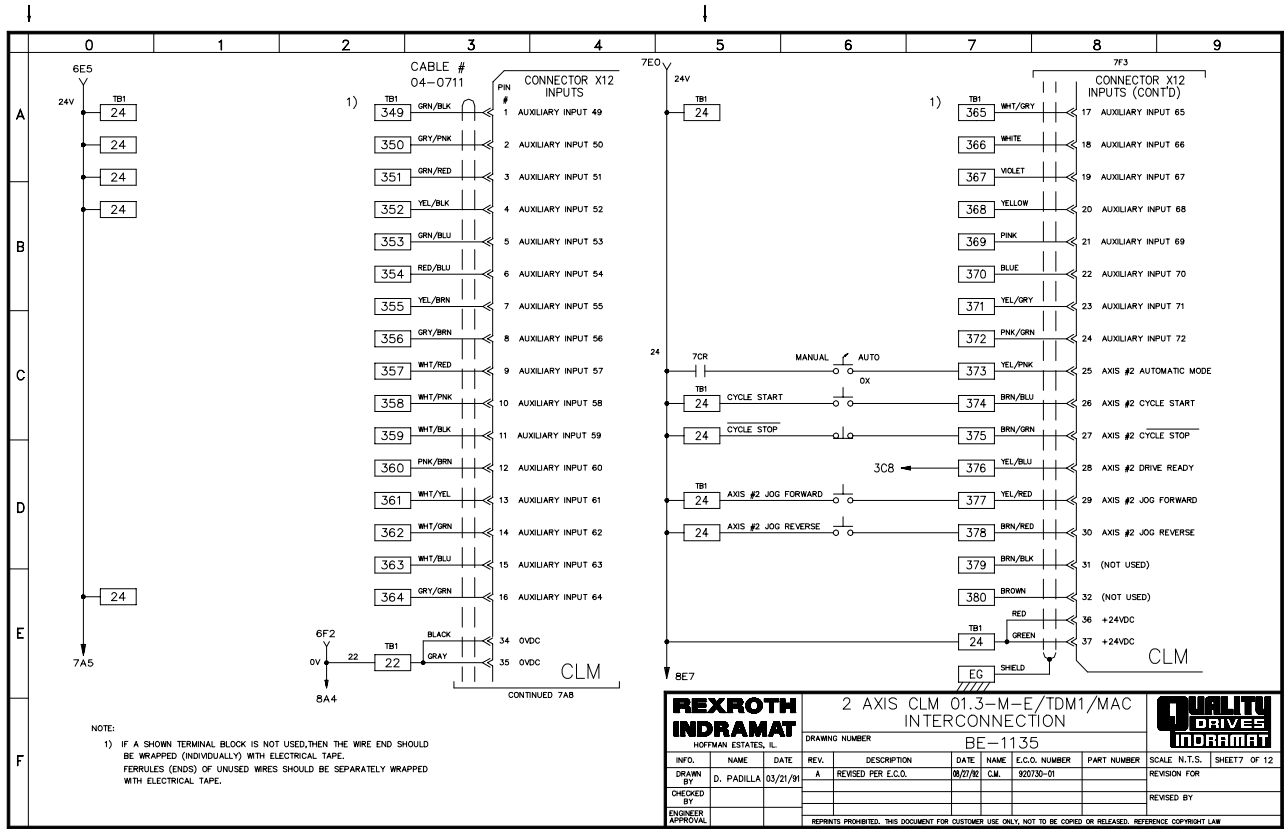 0 1 2 3 4 5 6 7 8 9
A
B
C
D
E
F
6E5
24V
TB1
24
24
24
24
24
7A5
CABLE #
04-0711
PIN
#
CONNECTOR X12
INPUTS
1) TB1
349 GRN/BLK 1 AUXILIARY INPUT 49
350 GRY/PNK 2 AUXILIARY INPUT 50
351 GRN/RED 3 AUXILIARY INPUT 51
352 YEL/BLK 4 AUXILIARY INPUT 52
353 GRN/BLU 5 AUXILIARY INPUT 53
354 RED/BLU 6 AUXILIARY INPUT 54
355 YEL/BRN 7 AUXILIARY INPUT 55
356 GRY/BRN 8 AUXILIARY INPUT 56
357 WHT/RED 9 AUXILIARY INPUT 57
358 WHT/PNK 10 AUXILIARY INPUT 58
359 WHT/BLK 11 AUXILIARY INPUT 59
360 PNK/BRN 12 AUXILIARY INPUT 60
361 WHT/YEL 13 AUXILIARY INPUT 61
362 WHT/GRN 14 AUXILIARY INPUT 62
363 WHT/BLU 15 AUXILIARY INPUT 63
364 GRY/GRN 16 AUXILIARY INPUT 64
6F2
TB1
BLACK 34 0VDC
0V 22 22 GRAY 35 0VDC
8A4
CLM
CONTINUED 7A8
7E0
24V
TB1
24
7F3
CONNECTOR X12
INPUTS (CONT'D)
1) TB1
365 WHT/GRY 17 AUXILIARY INPUT 65
366 WHITE 18 AUXILIARY INPUT 66
367 VIOLET 19 AUXILIARY INPUT 67
368 YELLOW 20 AUXILIARY INPUT 68
369 PINK 21 AUXILIARY INPUT 69
370 BLUE 22 AUXILIARY INPUT 70
371 YEL/GRY 23 AUXILIARY INPUT 71
372 PNK/GRN 24 AUXILIARY INPUT 72
24 7CR MANUAL AUTO
OX
373 YEL/PNK 25 AXIS #2 AUTOMATIC MODE
TB1
24 CYCLE START 374 BRN/BLU 26 AXIS #2 CYCLE START
24 CYCLE STOP 375 BRN/GRN 27 AXIS #2 CYCLE STOP
3C8 376 YEL/BLU 28 AXIS #2 DRIVE READY
TB1
24 AXIS #2 JOG FORWARD 377 YEL/RED 29 AXIS #2 JOG FORWARD
24 AXIS #2 JOG REVERSE 378 BRN/RED 30 AXIS #2 JOG REVERSE
379 BRN/BLK 31 (NOT USED)
380 BROWN 32 (NOT USED)
RED 36 +24VDC
TB1
24 GREEN 37 +24VDC
8E7
EG SHIELD
CLM
NOTE:
1) IF A SHOWN TERMINAL BLOCK IS NOT USED,THEN THE WIRE END SHOULD
BE WRAPPED (INDIVIDUALLY) WITH ELECTRICAL TAPE.
FERRULES (ENDS) OF UNUSED WIRES SHOULD BE SEPARATELY WRAPPED
WITH ELECTRICAL TAPE.
REXROTH
INDRAMAT
HOFFMAN ESTATES, IL.
2 AXIS CLM 01.3-M-E/TDM1/MAC
INTERCONNECTION
DRAWING NUMBER
BE-1135
QUALITY
DRIVES
INDRAMAT
INFO. NAME DATE REV. DESCRIPTION DATE NAME E.C.O. NUMBER PART NUMBER SCALE N.T.S. SHEET7 OF 12
DRAWN BY D. PADILLA 03/21/91 A REVISED PER E.C.O. 08/27/92 C.M. 920730-01 REVISION FOR
CHECKED BY REVISED BY
ENGINEER APPROVAL
REPRINTS PROHIBITED. THIS DOCUMENT FOR CUSTOMER USE ONLY, NOT TO BE COPIED OR RELEASED. REFERENCE COPYRIGHT LAW